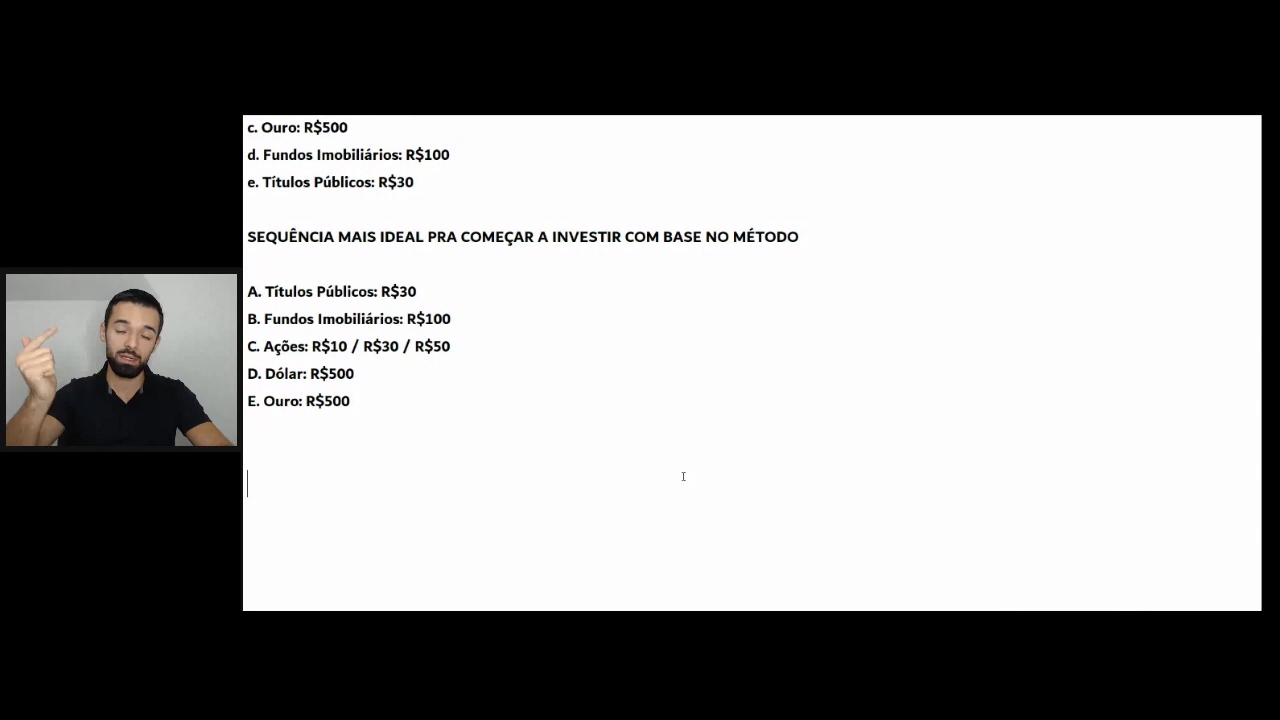 c. Ouro: R$500
d. Fundos Imobiliários: R$100
e. Títulos Públicos: R$30
SEQUÊNCIA MAIS IDEAL PRA COMEÇAR A INVESTIR COM BASE NO MÉTODO
A. Títulos Públicos: R$30
B. Fundos Imobiliários: R$100
C. Ações: R$10 / R$30 / R$50
D. Dólar: R$500
E. Ouro: R$500